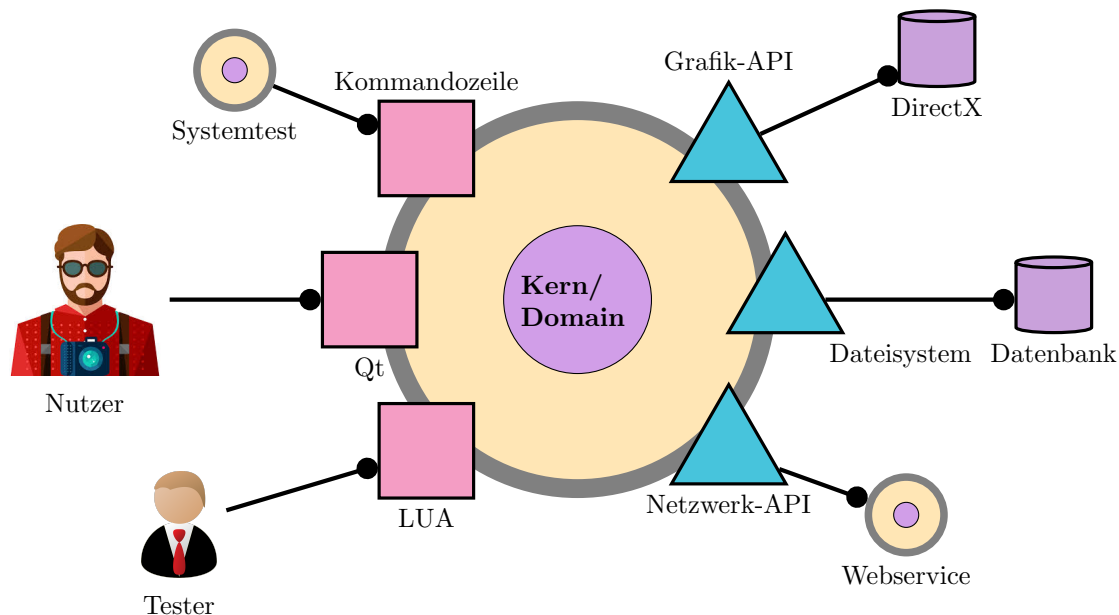 Kommandozeile
Grafik-API
DirectX
Systemtest
Kern/
Domain
Qt
Dateisystem
Datenbank
Nutzer
LUA
Netzwerk-API
Webservice
Tester